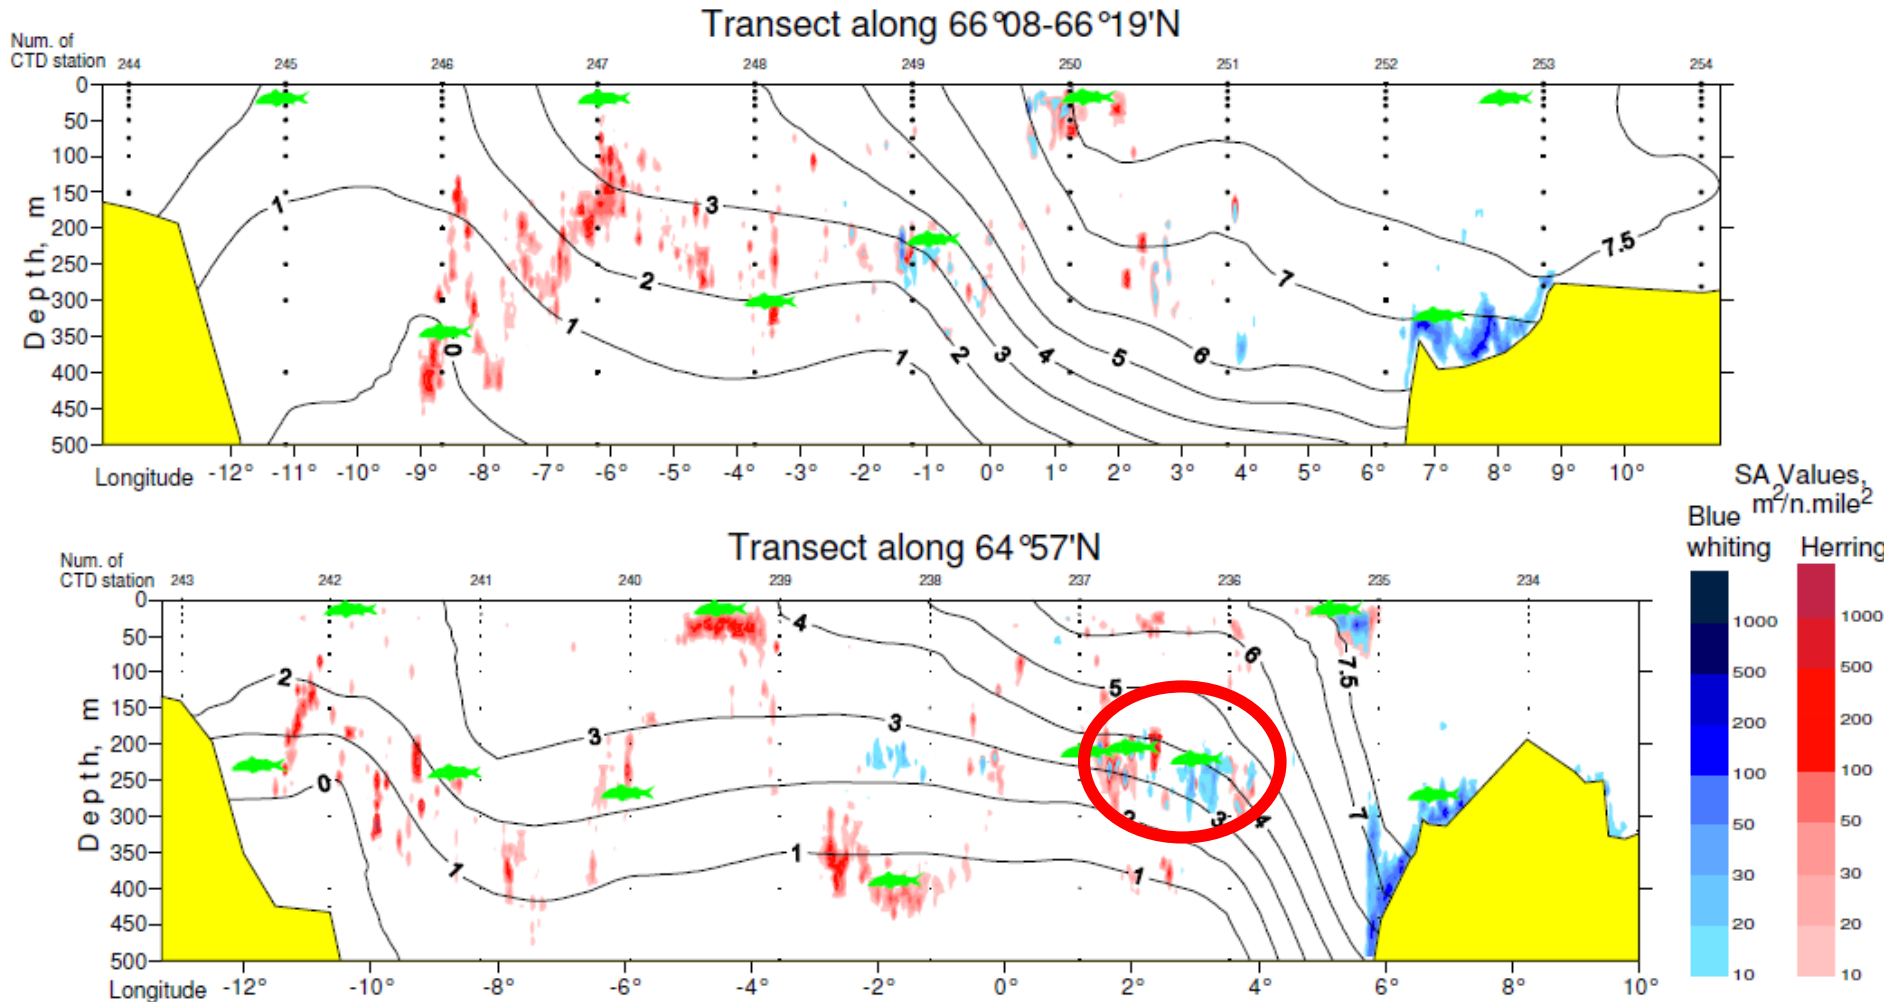 Transect along 66°08-66°19'N
Num. of
CTD station 244 245 246 247 248 249 250 251 252 253 254
0
50
100
150
200
250
300
350
400
450
500
Depth, m
1 3 2 1 0 1 2 3 4 5 6 7 7.5
Longitude -12° -11° -10° -9° -8° -7° -6° -5° -4° -3° -2° -1° 0° 1° 2° 3° 4° 5° 6° 7° 8° 9° 10°
Transect along 64°57'N
Num. of
CTD station 243 242 241 240 239 238 237 236 235 234
0
50
100
150
200
250
300
350
400
450
500
Depth, m
2 0 1 3 4 3 1 5 6 7.5 2 3 4 7 1
Longitude -12° -10° -8° -6° -4° -2° 0° 2° 4° 6° 8° 10°
SA Values,
m2/n.mile2
Blue
whiting Herring
1000 1000
500 500
200 200
100 100
50 50
30 30
20 20
10 10